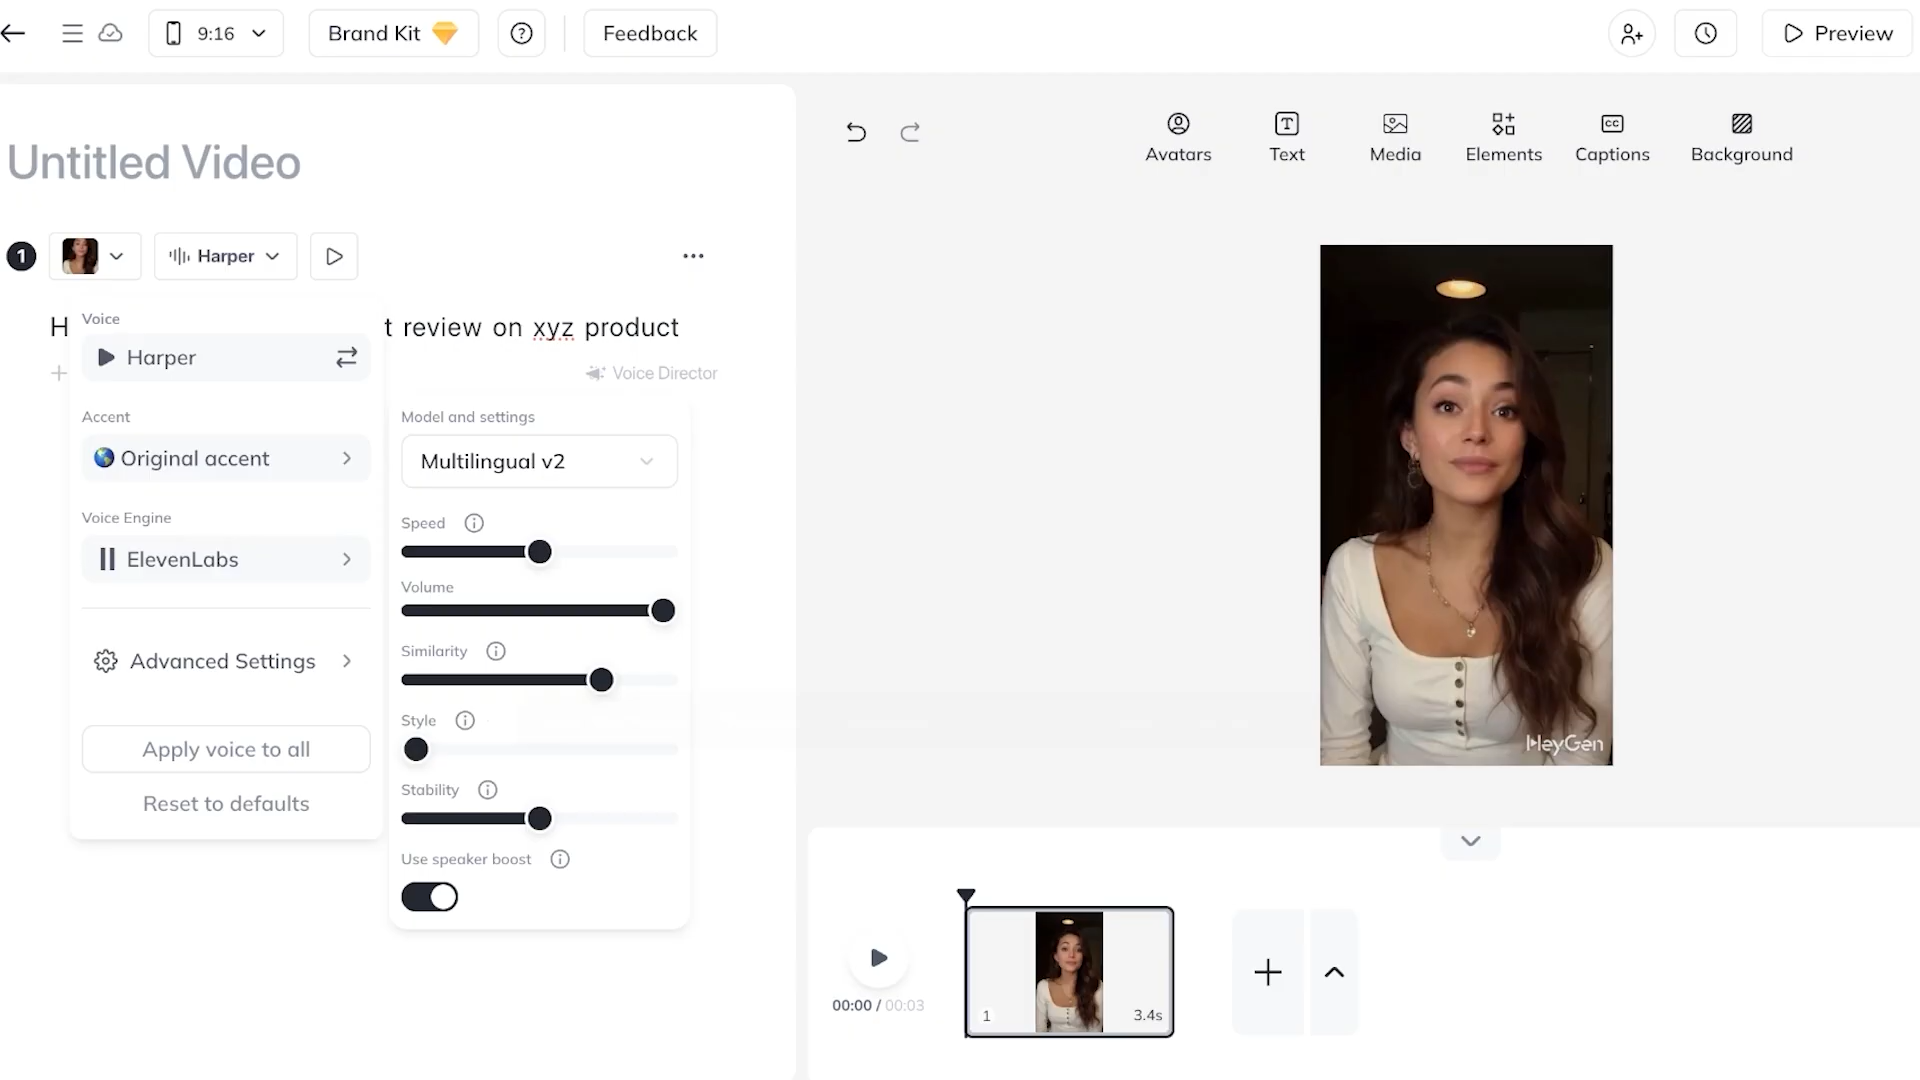 9:16
Brand Kit
Feedback
Preview
Untitled Video
Avatars
Text
Media
Elements
Captions
Background
1
Harper
H
t review on xyz product
Voice Director
Voice
Harper
Accent
Original accent
Voice Engine
ElevenLabs
Advanced Settings
Apply voice to all
Reset to defaults
Model and settings
Multilingual v2
Speed
Volume
Similarity
Style
Stability
Use speaker boost
HeyGen
00:00 / 00:03
1
3.4s